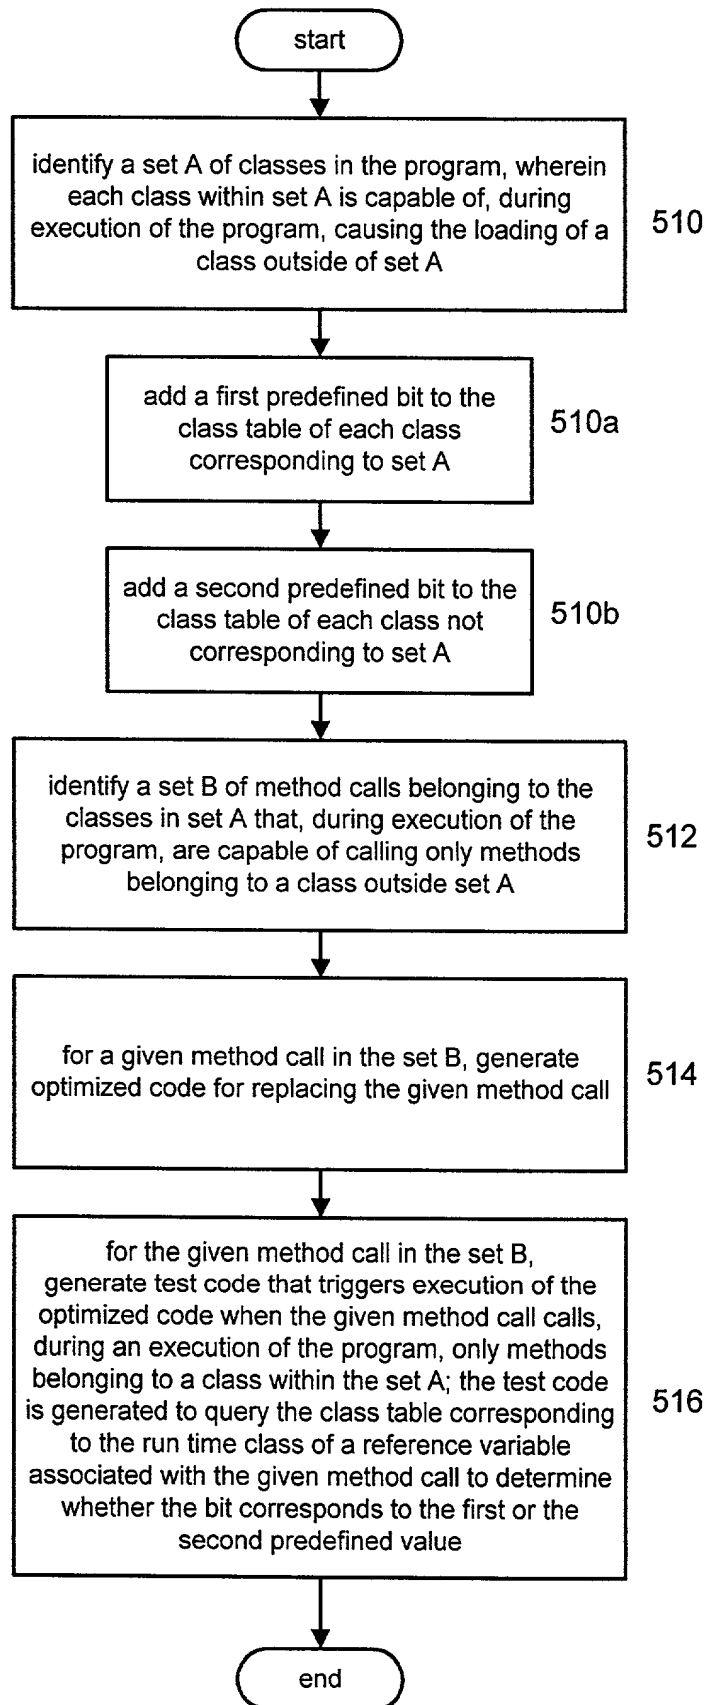 start
identify a set A of classes in the program, wherein
each class within set A is capable of, during
execution of the program, causing the loading of a
class outside of set A
510
add a first predefined bit to the
class table of each class
corresponding to set A
510a
add a second predefined bit to the
class table of each class not
corresponding to set A
510b
identify a set B of method calls belonging to the
classes in set A that, during execution of the
program, are capable of calling only methods
belonging to a class outside set A
512
for a given method call in the set B, generate
optimized code for replacing the given method call
514
for the given method call in the set B,
generate test code that triggers execution of the
optimized code when the given method call calls,
during an execution of the program, only methods
belonging to a class within the set A; the test code
is generated to query the class table corresponding
to the run time class of a reference variable
associated with the given method call to determine
whether the bit corresponds to the first or the
second predefined value
516
end